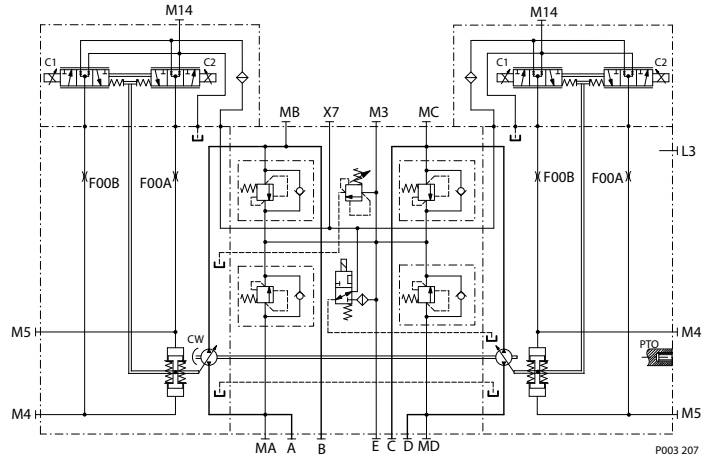 M14 M14
C1 C2 C1 C2
MB X7 M3 MC
L3
F00B F00A F00B F00A
M5 CW M4
PTO
M4 M5
MA A B E C D MD
P003 207